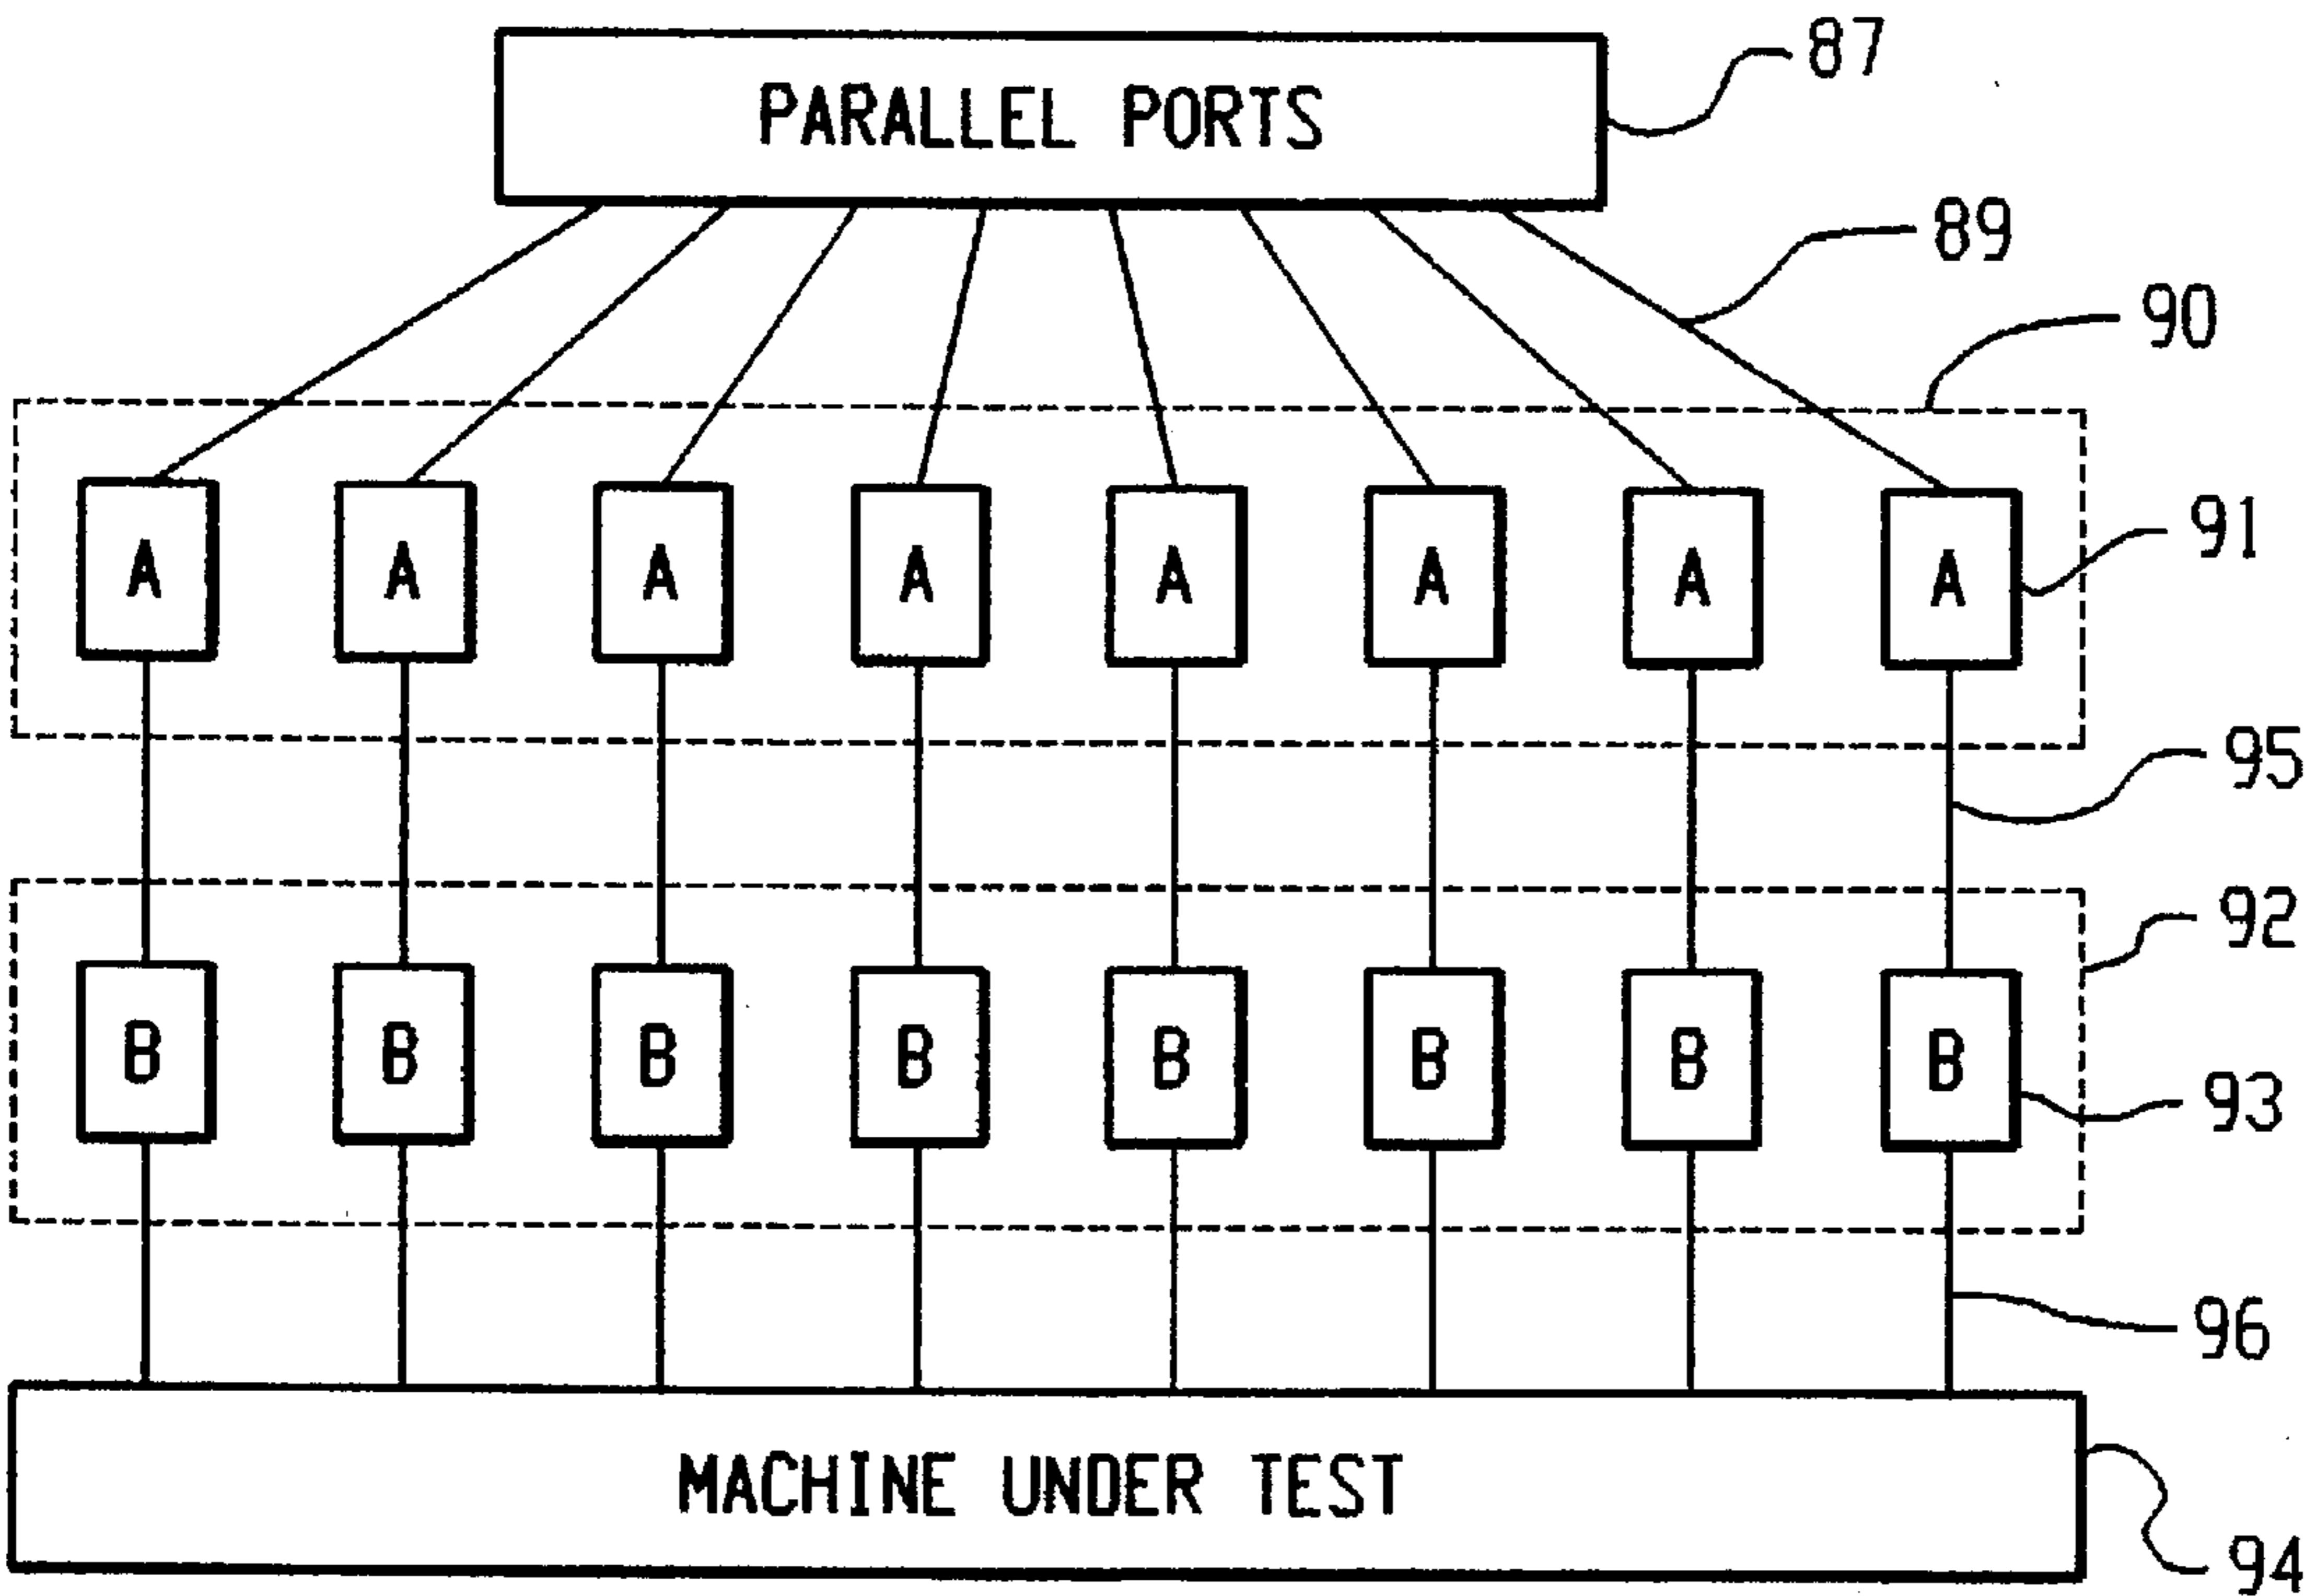 87
PARALLEL PORTS
89
90
A A A A A A A A
91
95
92
B B B B B B B B
93
96
MACHINE UNDER TEST
94